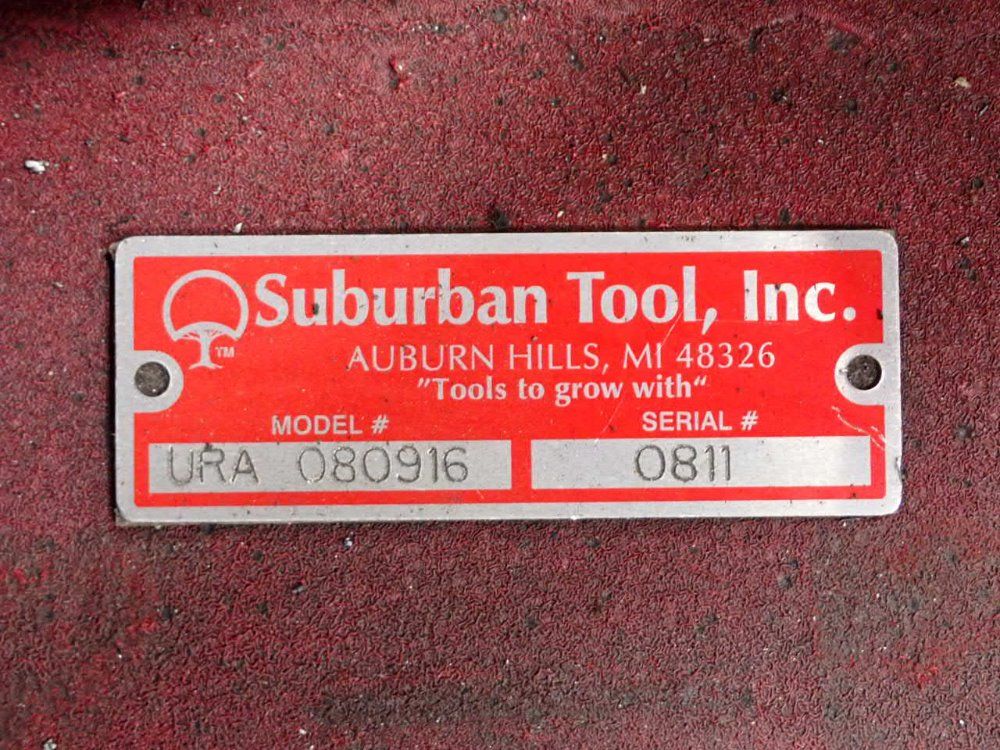 Suburban Tool, Inc.
TM
AUBURN HILLS, MI 48326
"Tools to grow with"
MODEL # SERIAL #
URA 080916 0811